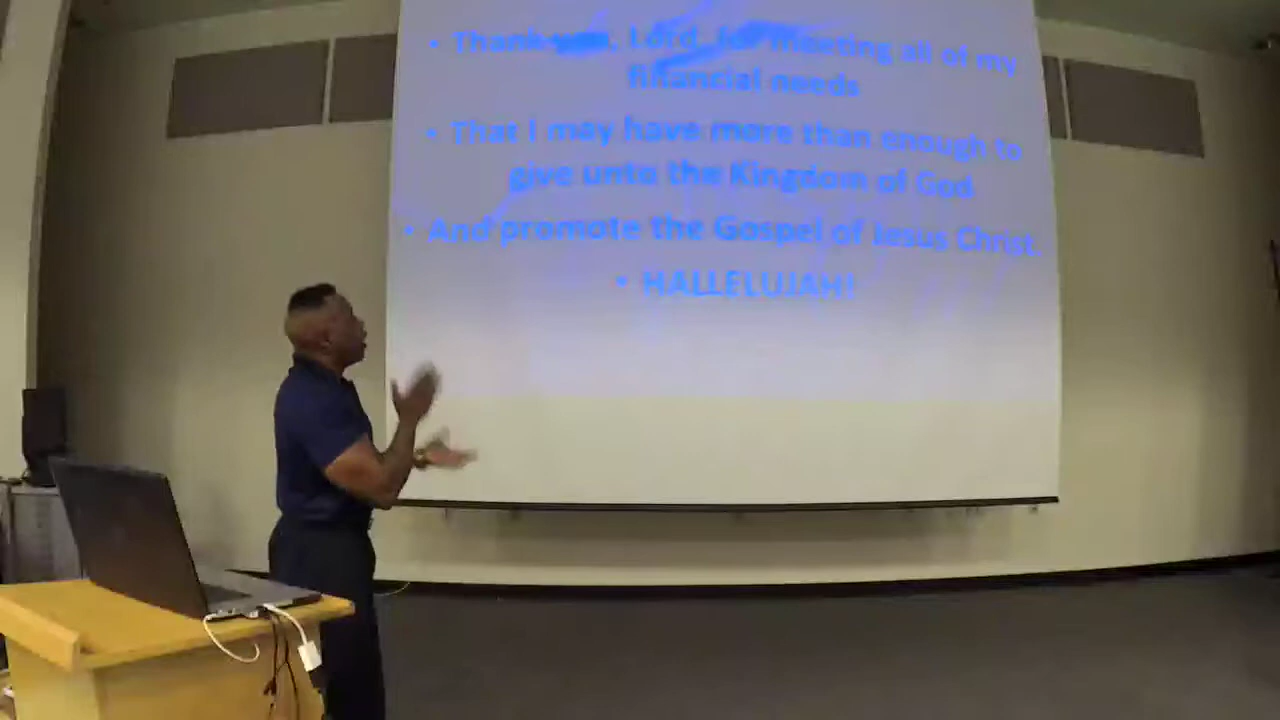 • Thank you, Lord, for meeting all of my
financial needs
• That I may have more than enough to
give unto the Kingdom of God
• And promote the Gospel of Jesus Christ.
• HALLELUJAH!